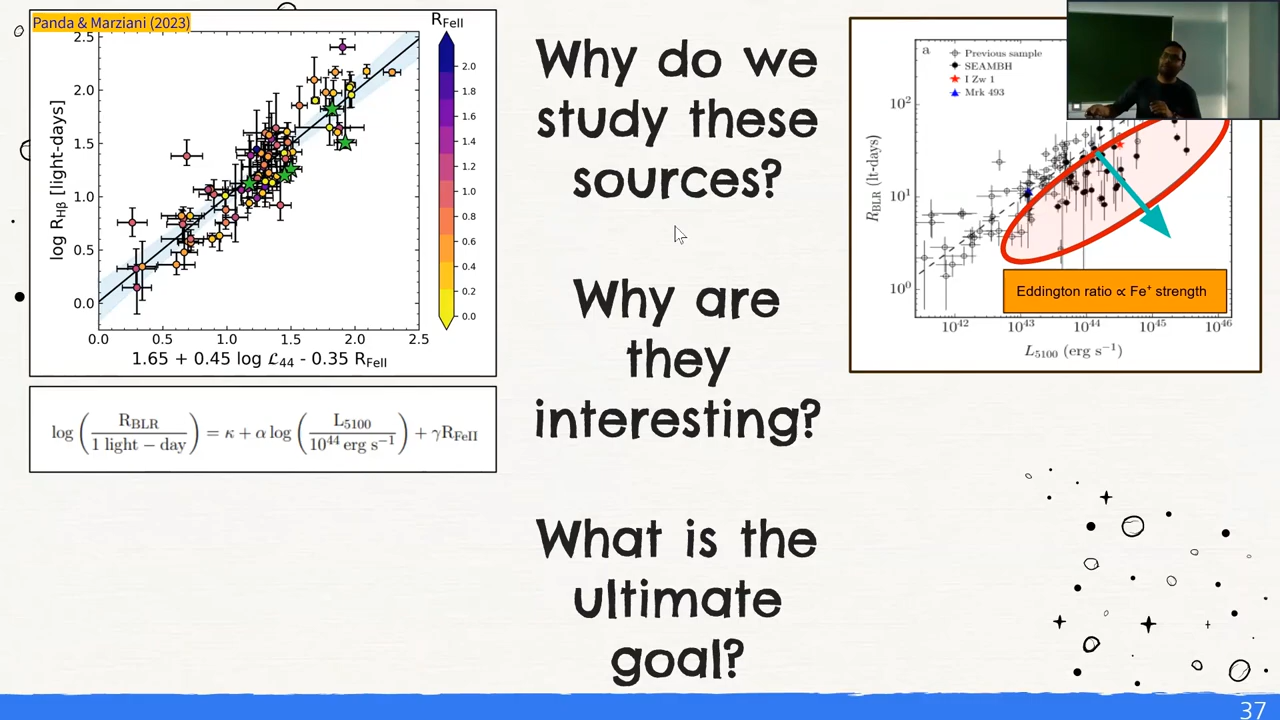 Panda & Marziani (2023)
R_FeII
2.5
2.0
1.5
1.0
0.5
0.0
log R_Hβ [light-days]
0.0 0.5 1.0 1.5 2.0 2.5
1.65 + 0.45 log ℒ_44 - 0.35 R_FeII
2.0
1.8
1.6
1.4
1.2
1.0
0.8
0.6
0.4
0.2
0.0
log ( R_BLR / 1 light − day ) = κ + α log ( L_5100 / 10^44 erg s^−1 ) + γR_FeII
Why do we
study these
sources?
Why are
they
interesting?
What is the
ultimate
goal?
a
Previous sample
SEAMBH
I Zw 1
Mrk 493
10^2
10^1
10^0
R_BLR (lt-days)
Eddington ratio ∝ Fe^+ strength
10^42 10^43 10^44 10^45 10^46
L_5100 (erg s^−1)
37